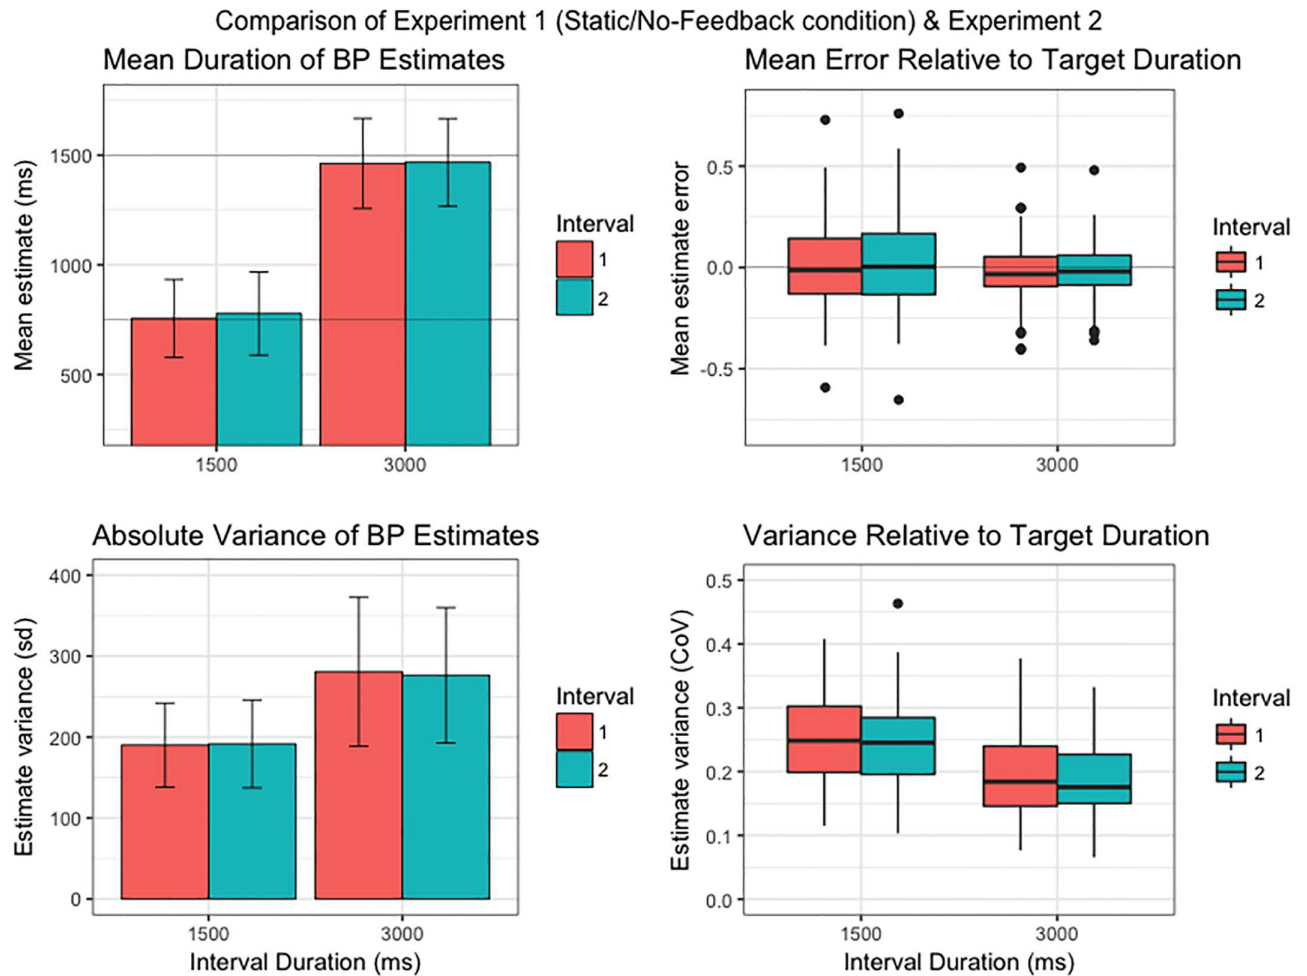 Comparison of Experiment 1 (Static/No-Feedback condition) & Experiment 2
Mean Duration of BP Estimates
Mean estimate (ms)
1500
1000
500
1500
3000
Interval
1
2
Mean Error Relative to Target Duration
Mean estimate error
0.5
0.0
-0.5
1500
3000
Interval
1
2
Absolute Variance of BP Estimates
Estimate variance (sd)
400
300
200
100
0
1500
3000
Interval Duration (ms)
Interval
1
2
Variance Relative to Target Duration
Estimate variance (CoV)
0.5
0.4
0.3
0.2
0.1
0.0
1500
3000
Interval Duration (ms)
Interval
1
2